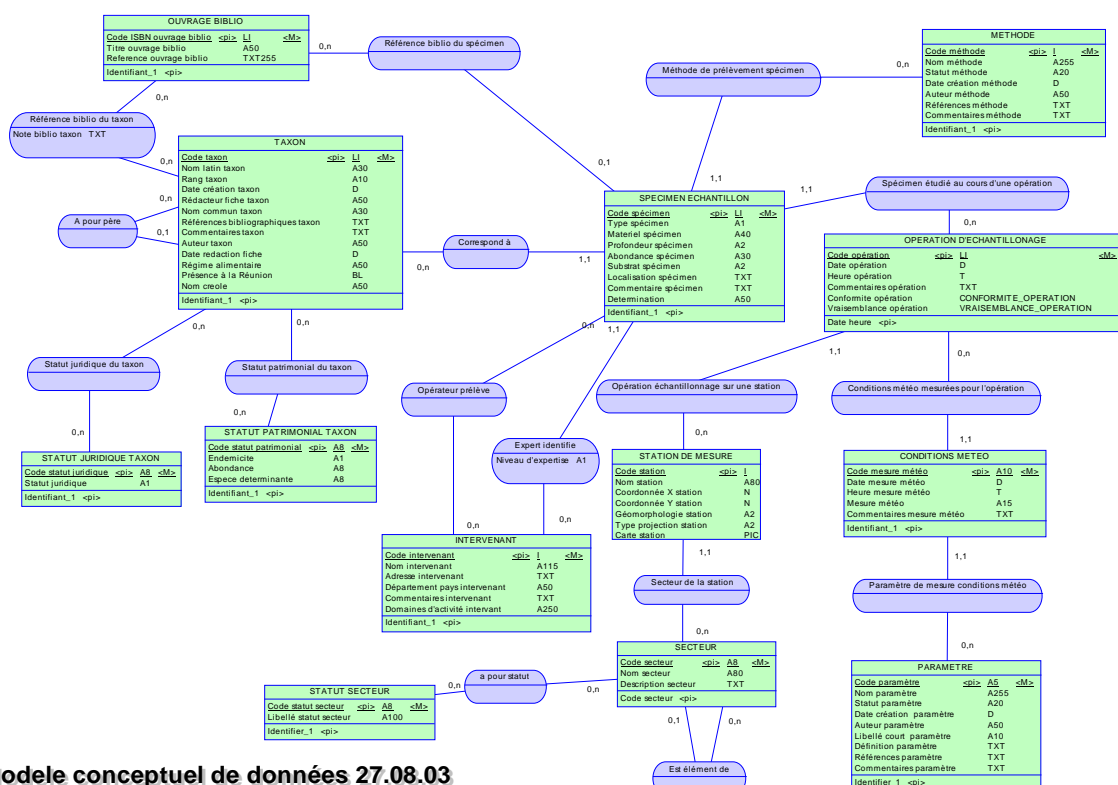 OUVRAGE BIBLIO
Code ISBN ouvrage biblio <pi> LI <M>
Titre ouvrage biblio A50
Reference ouvrage biblio TXT255
Identifiant_1 <pi>
0,n
Référence biblio du spécimen
0,1
0,n
Référence biblio du taxon
Note biblio taxon TXT
0,n
METHODE
Code méthode <pi> I <M>
Nom méthode A255
Statut méthode A20
Date création méthode D
Auteur méthode A50
Références méthode TXT
Commentaires méthode TXT
Identifiant_1 <pi>
0,n
Méthode de prélèvement spécimen
1,1
TAXON
Code taxon <pi> LI <M>
Nom latin taxon A30
Rang taxon A10
Date création taxon D
Rédacteur fiche taxon A50
Nom commun taxon A30
Références bibliographiques taxon TXT
Commentaires taxon TXT
Auteur taxon A50
Date redaction fiche D
Régime alimentaire A50
Présence à la Réunion BL
Nom creole A50
Identifiant_1 <pi>
0,n
A pour père
0,1
0,n
Correspond à
1,1
SPECIMEN ECHANTILLON
Code spécimen <pi> LI <M>
Type spécimen A1
Materiel spécimen A40
Profondeur spécimen A2
Abondance spécimen A30
Substrat spécimen A2
Localisation spécimen TXT
Commentaire spécimen TXT
Determination A50
Identifiant_1 <pi>
1,1
Spécimen étudié au cours d'une opération
0,n
OPERATION D'ECHANTILLONAGE
Code opération <pi> LI <M>
Date opération D
Heure opération T
Commentaires opération TXT
Conformite opération CONFORMITE_OPERATION
Vraisemblance opération VRAISEMBLANCE_OPERATION
Date heure <pi>
0,n
Statut juridique du taxon
0,n
STATUT JURIDIQUE TAXON
Code statut juridique <pi> A8 <M>
Statut juridique A1
Identifiant_1 <pi>
0,n
Statut patrimonial du taxon
0,n
STATUT PATRIMONIAL TAXON
Code statut patrimonial <pi> A8 <M>
Endemicite A1
Abondance A8
Espece determinante A8
Identifiant_1 <pi>
0,n
Opérateur prélève
0,n
1,1
Expert identifie
Niveau d'expertise A1
0,n
INTERVENANT
Code intervenant <pi> I <M>
Nom intervenant A115
Adresse intervenant TXT
Département pays intervenant A50
Commentaires intervenant TXT
Domaines d'activité intervant A250
Identifiant_1 <pi>
1,1
Opération échantillonnage sur une station
0,n
STATION DE MESURE
Code station <pi> I
Nom station A80
Coordonnée X station N
Coordonnée Y station N
Géomorphologie station A2
Type projection station A2
Carte station PIC
1,1
Secteur de la station
0,n
SECTEUR
Code secteur <pi> A8 <M>
Nom secteur A80
Description secteur TXT
Code secteur <pi>
0,n
Conditions météo mesurées pour l'opération
1,1
CONDITIONS METEO
Code mesure météo <pi> A10 <M>
Date mesure météo D
Heure mesure météo T
Mesure météo A15
Commentaires mesure météo TXT
Identifiant_1 <pi>
1,1
Paramètre de mesure conditions météo
0,n
PARAMETRE
Code paramètre <pi> A5 <M>
Nom paramètre A255
Statut paramètre A20
Date création paramètre D
Auteur paramètre A50
Libellé court paramètre A10
Définition paramètre TXT
Références paramètre TXT
Commentaires paramètre TXT
Identifier_1 <pi>
STATUT SECTEUR
Code statut secteur <pi> A8 <M>
Libellé statut secteur A100
Identifier_1 <pi>
0,n
a pour statut
0,n
0,1
0,n
Est élément de
odele conceptuel de données 27.08.03